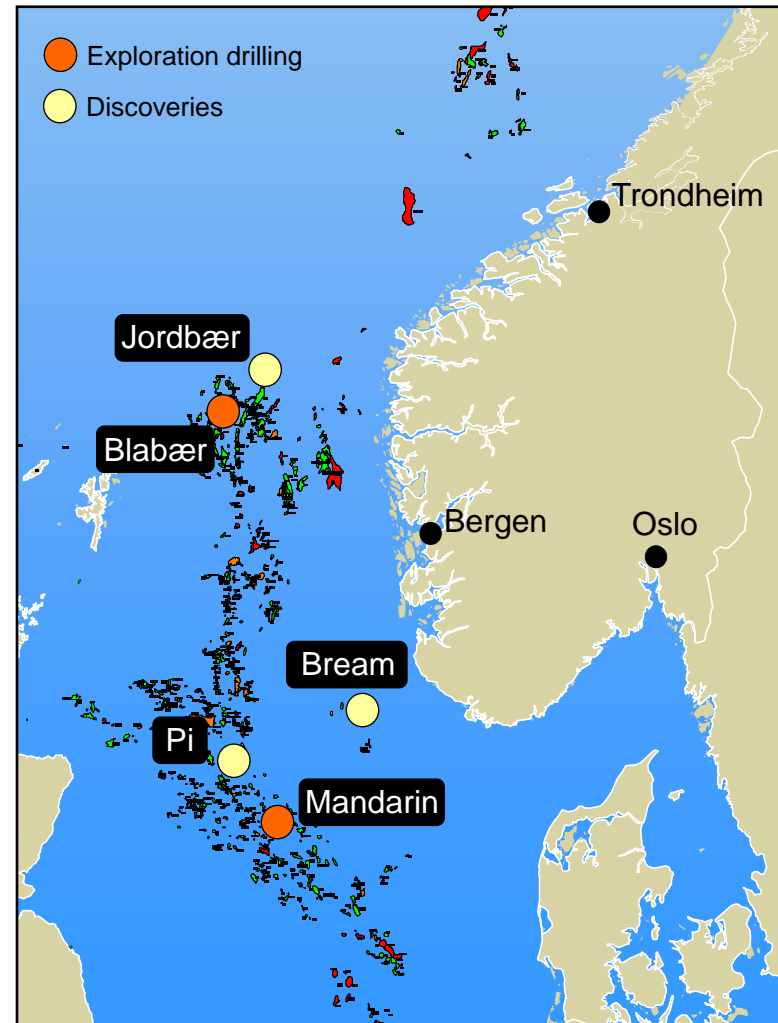 Exploration drilling
Discoveries
Trondheim
Jordbær
Blabær
Bergen
Oslo
Bream
Pi
Mandarin